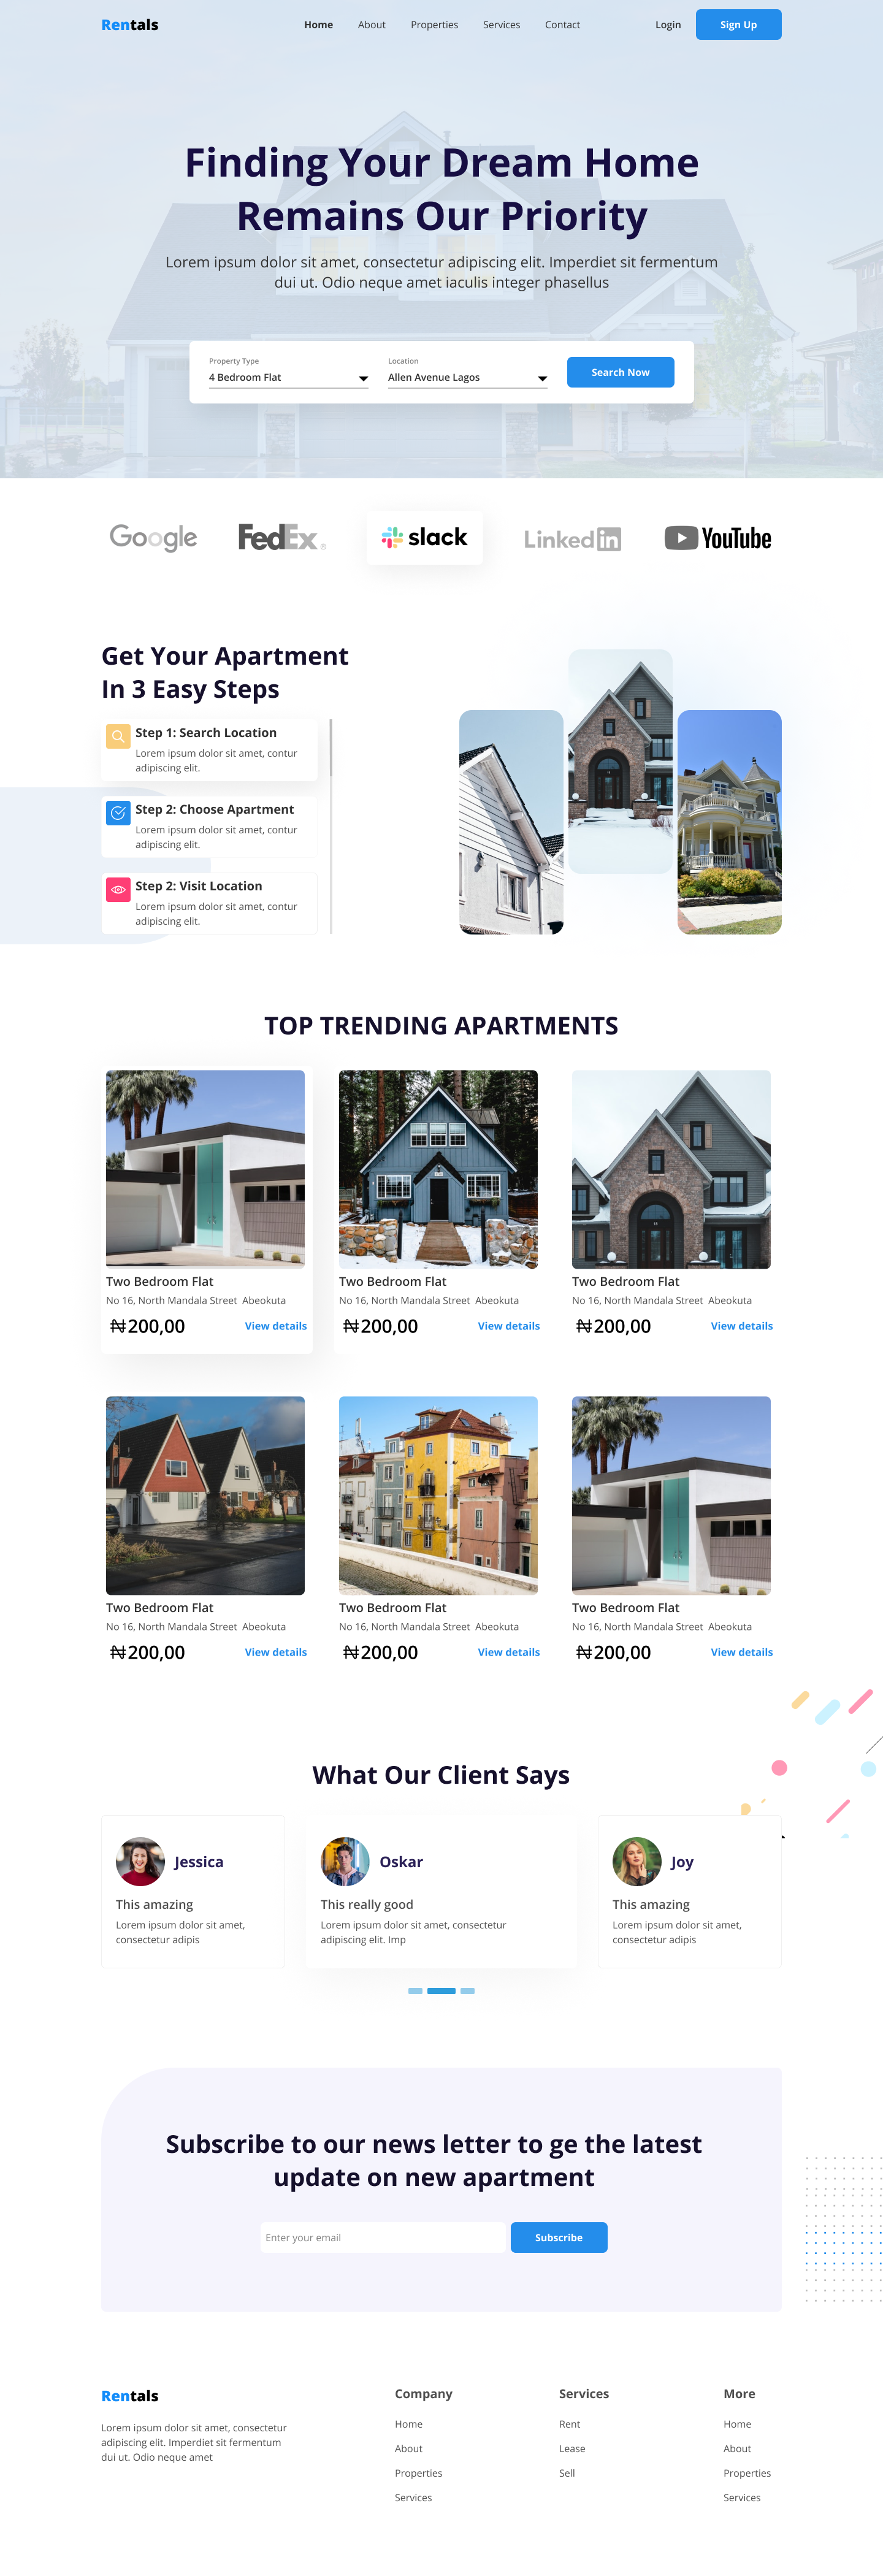 Rentals
Home About Properties Services Contact
Login Sign Up
Finding Your Dream Home
Remains Our Priority
Lorem ipsum dolor sit amet, consectetur adipiscing elit. Imperdiet sit fermentum
dui ut. Odio neque amet iaculis integer phasellus
Property Type
4 Bedroom Flat
Location
Allen Avenue Lagos
Search Now
Google FedEx® slack LinkedIn YouTube
Get Your Apartment
In 3 Easy Steps
Step 1: Search Location
Lorem ipsum dolor sit amet, contur
adipiscing elit.
Step 2: Choose Apartment
Lorem ipsum dolor sit amet, contur
adipiscing elit.
Step 2: Visit Location
Lorem ipsum dolor sit amet, contur
adipiscing elit.
TOP TRENDING APARTMENTS
Two Bedroom Flat
No 16, North Mandala Street Abeokuta
₦200,00 View details
Two Bedroom Flat
No 16, North Mandala Street Abeokuta
₦200,00 View details
Two Bedroom Flat
No 16, North Mandala Street Abeokuta
₦200,00 View details
Two Bedroom Flat
No 16, North Mandala Street Abeokuta
₦200,00 View details
Two Bedroom Flat
No 16, North Mandala Street Abeokuta
₦200,00 View details
Two Bedroom Flat
No 16, North Mandala Street Abeokuta
₦200,00 View details
What Our Client Says
Jessica
This amazing
Lorem ipsum dolor sit amet,
consectetur adipis
Oskar
This really good
Lorem ipsum dolor sit amet, consectetur
adipiscing elit. Imp
Joy
This amazing
Lorem ipsum dolor sit amet,
consectetur adipis
Subscribe to our news letter to ge the latest
update on new apartment
Enter your email
Subscribe
Rentals
Lorem ipsum dolor sit amet, consectetur
adipiscing elit. Imperdiet sit fermentum
dui ut. Odio neque amet
Company
Home
About
Properties
Services
Services
Rent
Lease
Sell
More
Home
About
Properties
Services